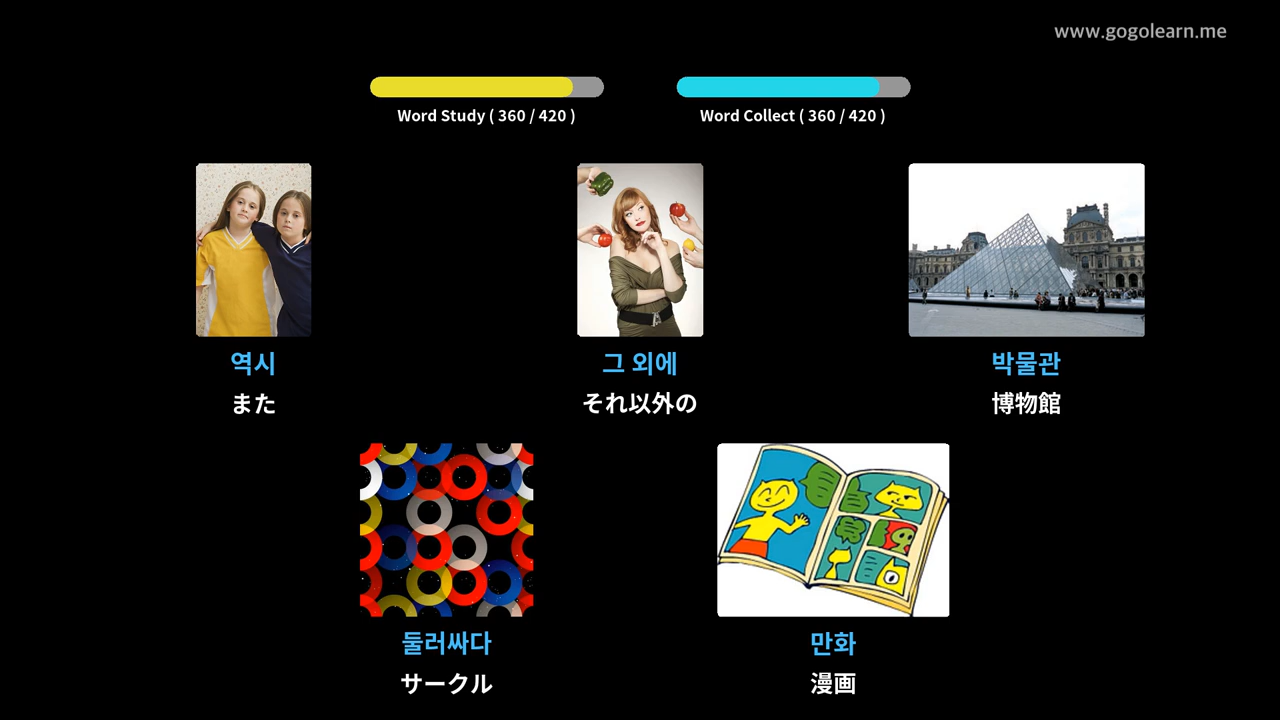 www.gogolearn.me
Word Study ( 360 / 420 )
Word Collect ( 360 / 420 )
역시
また
그 외에
それ以外の
박물관
博物館
둘러싸다
サークル
만화
漫画